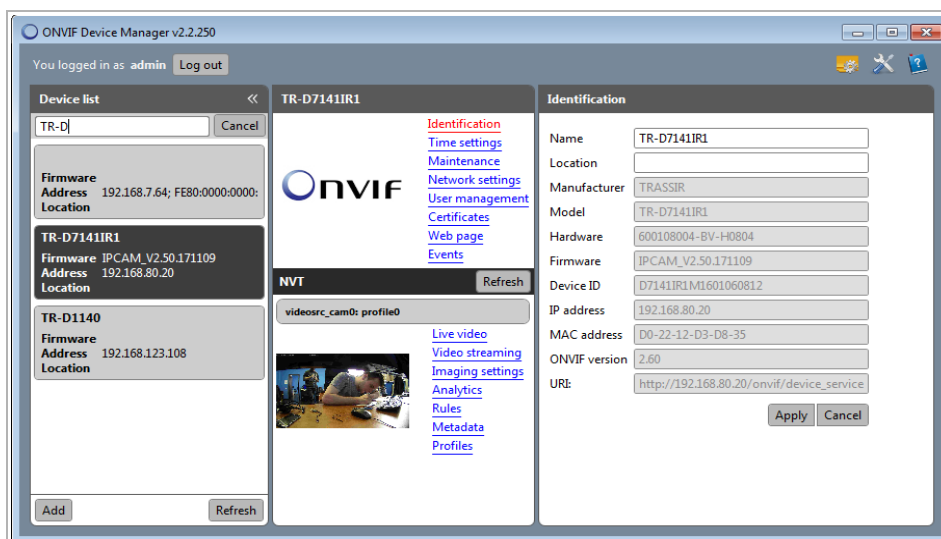 ONVIF Device Manager v2.2.250
You logged in as admin Log out
Device list
TR-D Cancel
Firmware
Address 192.168.7.64; FE80:0000:0000:
Location
TR-D7141IR1
Firmware IPCAM_V2.50.171109
Address 192.168.80.20
Location
TR-D1140
Firmware
Address 192.168.123.108
Location
Add Refresh
TR-D7141IR1
ONVIF
Identification
Time settings
Maintenance
Network settings
User management
Certificates
Web page
Events
NVT Refresh
videosrc_cam0: profile0
Live video
Video streaming
Imaging settings
Analytics
Rules
Metadata
Profiles
Identification
Name TR-D7141IR1
Location
Manufacturer TRASSIR
Model TR-D7141IR1
Hardware 600108004-BV-H0804
Firmware IPCAM_V2.50.171109
Device ID D7141IR1M1601060812
IP address 192.168.80.20
MAC address D0-22-12-D3-D8-35
ONVIF version 2.60
URI: http://192.168.80.20/onvif/device_service
Apply Cancel